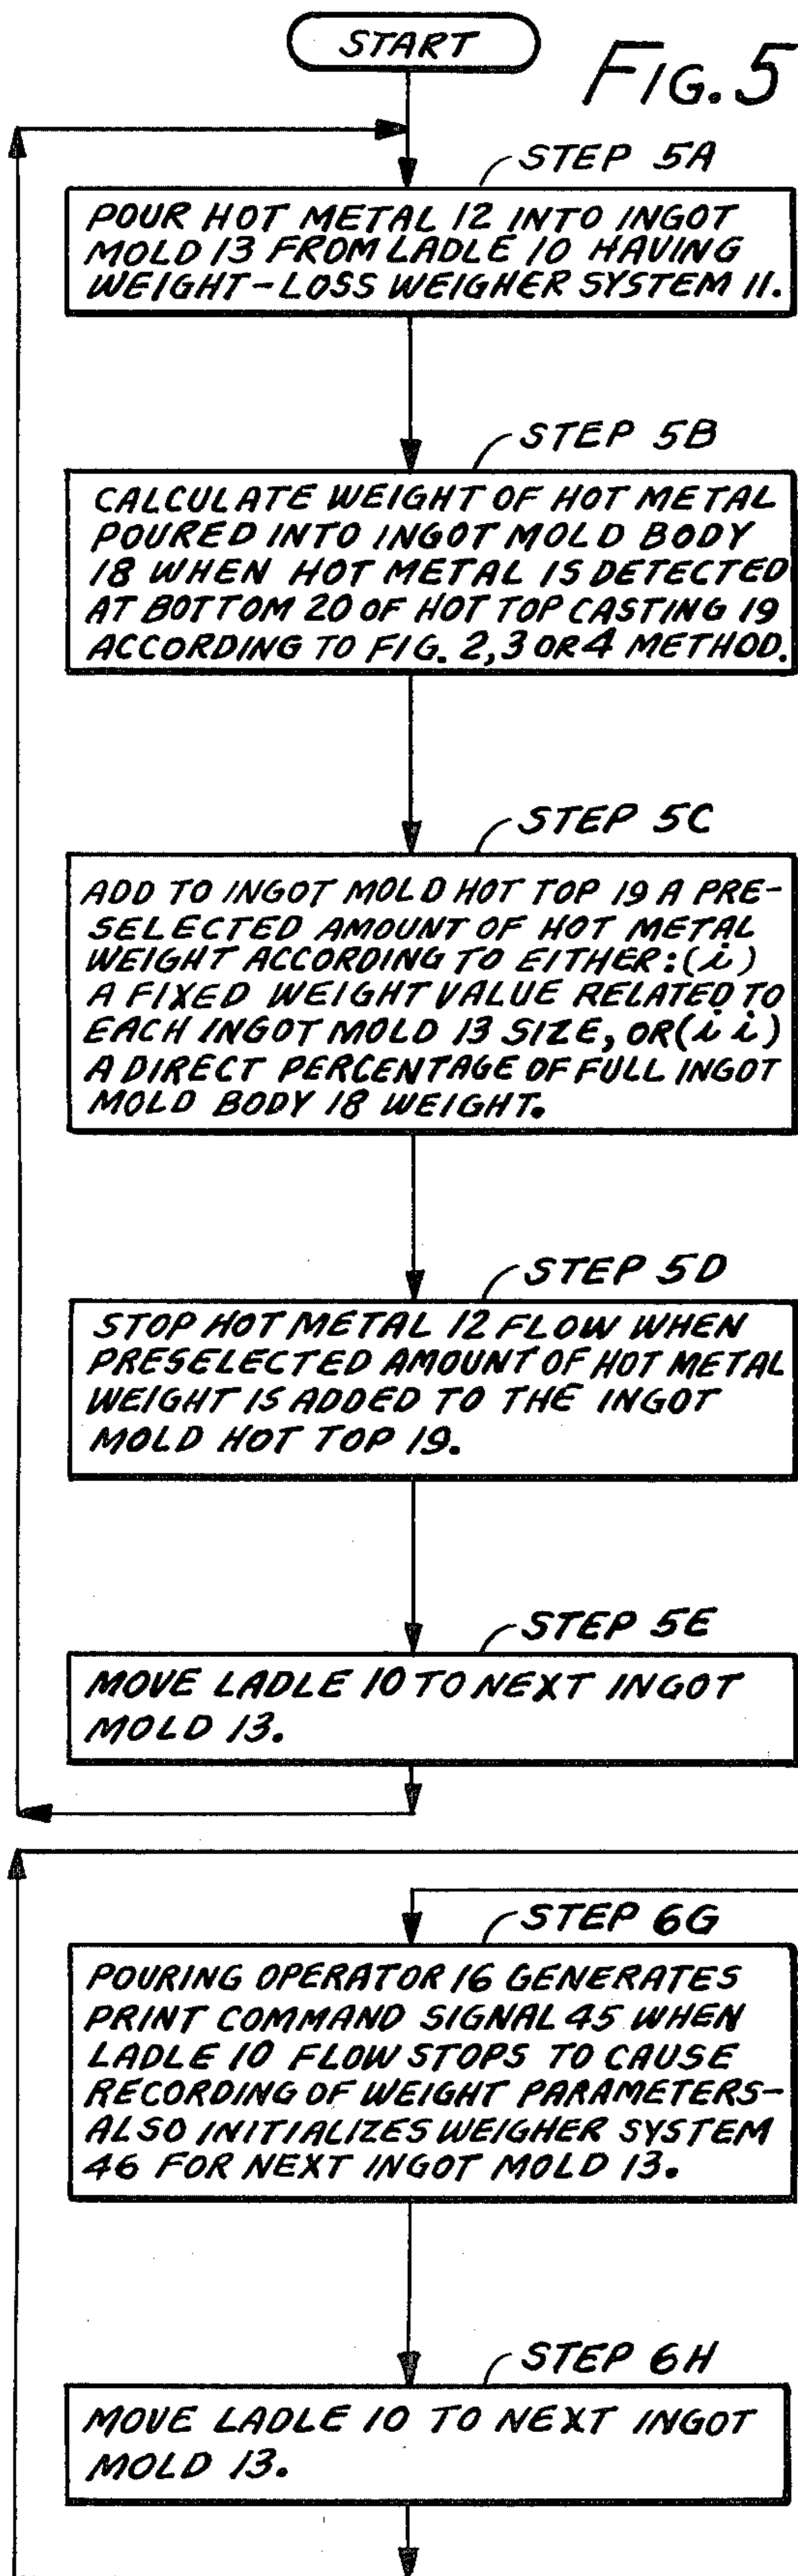 START
FIG. 5
STEP 5A
POUR HOT METAL 12 INTO INGOT
MOLD 13 FROM LADLE 10 HAVING
WEIGHT-LOSS WEIGHER SYSTEM 11.
STEP 5B
CALCULATE WEIGHT OF HOT METAL
POURED INTO INGOT MOLD BODY
18 WHEN HOT METAL IS DETECTED
AT BOTTOM 20 OF HOT TOP CASTING 19
ACCORDING TO FIG. 2,3 OR 4 METHOD.
STEP 5C
ADD TO INGOT MOLD HOT TOP 19 A PRE-
SELECTED AMOUNT OF HOT METAL
WEIGHT ACCORDING TO EITHER:(i)
A FIXED WEIGHT VALUE RELATED TO
EACH INGOT MOLD 13 SIZE, OR(ii)
A DIRECT PERCENTAGE OF FULL INGOT
MOLD BODY 18 WEIGHT.
STEP 5D
STOP HOT METAL 12 FLOW WHEN
PRESELECTED AMOUNT OF HOT METAL
WEIGHT IS ADDED TO THE INGOT
MOLD HOT TOP 19.
STEP 5E
MOVE LADLE 10 TO NEXT INGOT
MOLD 13.
STEP 6G
POURING OPERATOR 16 GENERATES
PRINT COMMAND SIGNAL 45 WHEN
LADLE 10 FLOW STOPS TO CAUSE
RECORDING OF WEIGHT PARAMETERS-
ALSO INITIALIZES WEIGHER SYSTEM
46 FOR NEXT INGOT MOLD 13.
STEP 6H
MOVE LADLE 10 TO NEXT INGOT
MOLD 13.